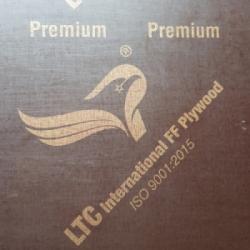 Premium Premium
®
LTC International FF Plywood
ISO 9001:2015